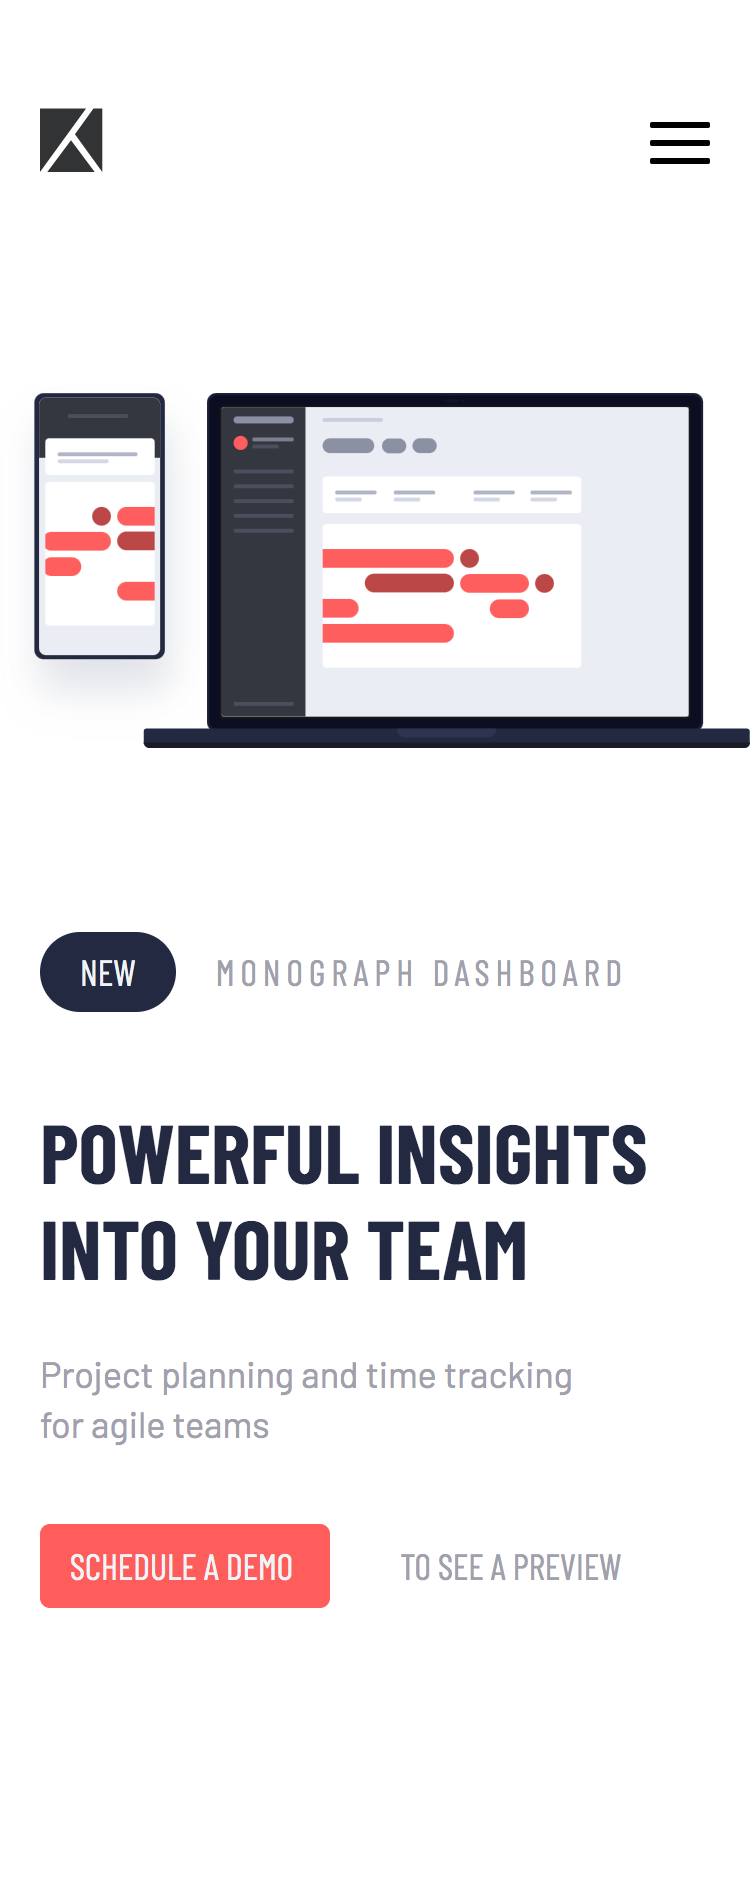 NEW MONOGRAPH DASHBOARD
POWERFUL INSIGHTS
INTO YOUR TEAM
Project planning and time tracking
for agile teams
SCHEDULE A DEMO TO SEE A PREVIEW